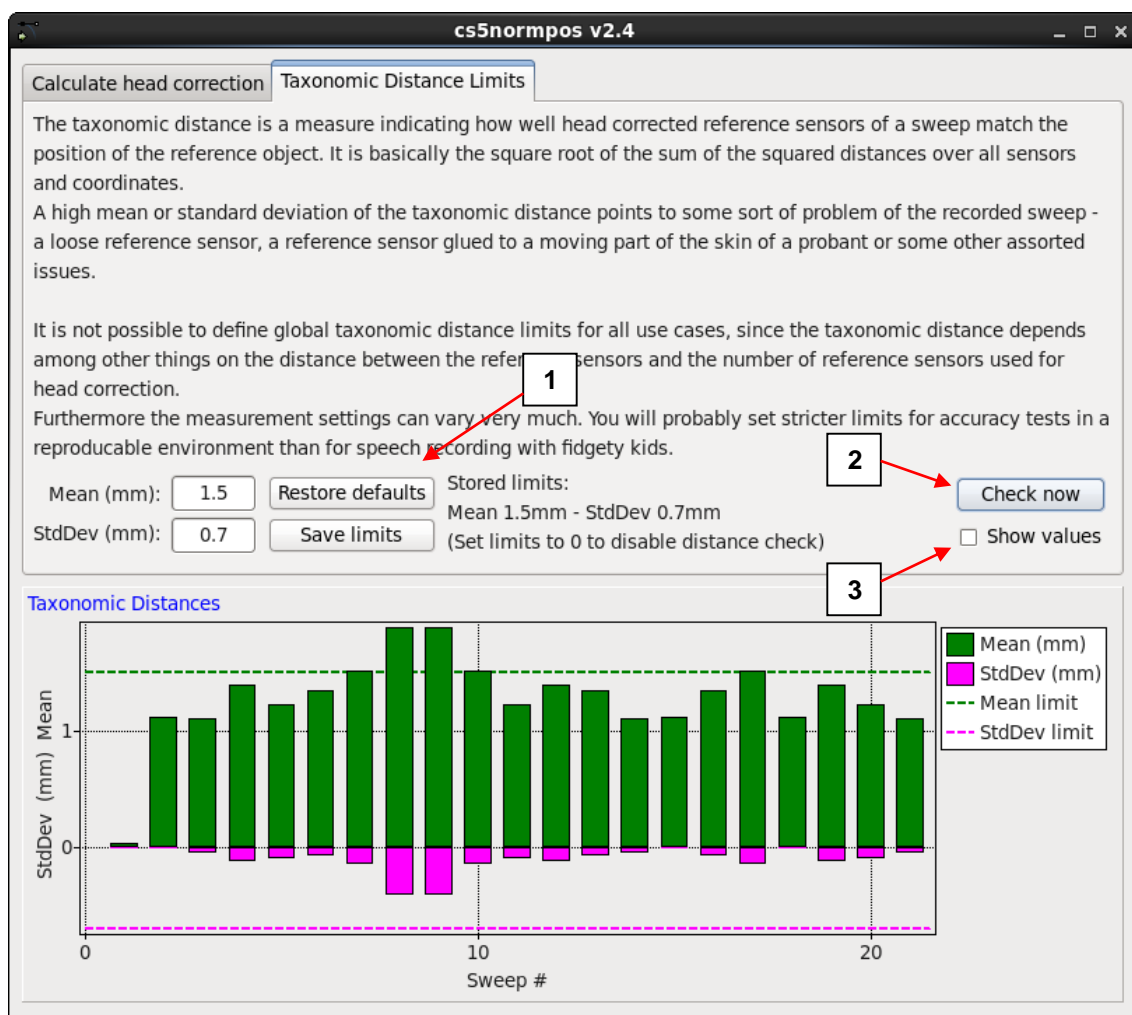 cs5normpos v2.4
Calculate head correction
Taxonomic Distance Limits
The taxonomic distance is a measure indicating how well head corrected reference sensors of a sweep match the
position of the reference object. It is basically the square root of the sum of the squared distances over all sensors
and coordinates.
A high mean or standard deviation of the taxonomic distance points to some sort of problem of the recorded sweep -
a loose reference sensor, a reference sensor glued to a moving part of the skin of a probant or some other assorted
issues.
It is not possible to define global taxonomic distance limits for all use cases, since the taxonomic distance depends
among other things on the distance between the reference sensors and the number of reference sensors used for
head correction.
Furthermore the measurement settings can vary very much. You will probably set stricter limits for accuracy tests in a
reproducable environment than for speech recording with fidgety kids.
1
2
3
Mean (mm):
1.5
Restore defaults
StdDev (mm):
0.7
Save limits
Stored limits:
Mean 1.5mm - StdDev 0.7mm
(Set limits to 0 to disable distance check)
Check now
Show values
Taxonomic Distances
StdDev (mm) Mean
1
0
0
10
20
Sweep #
Mean (mm)
StdDev (mm)
Mean limit
StdDev limit